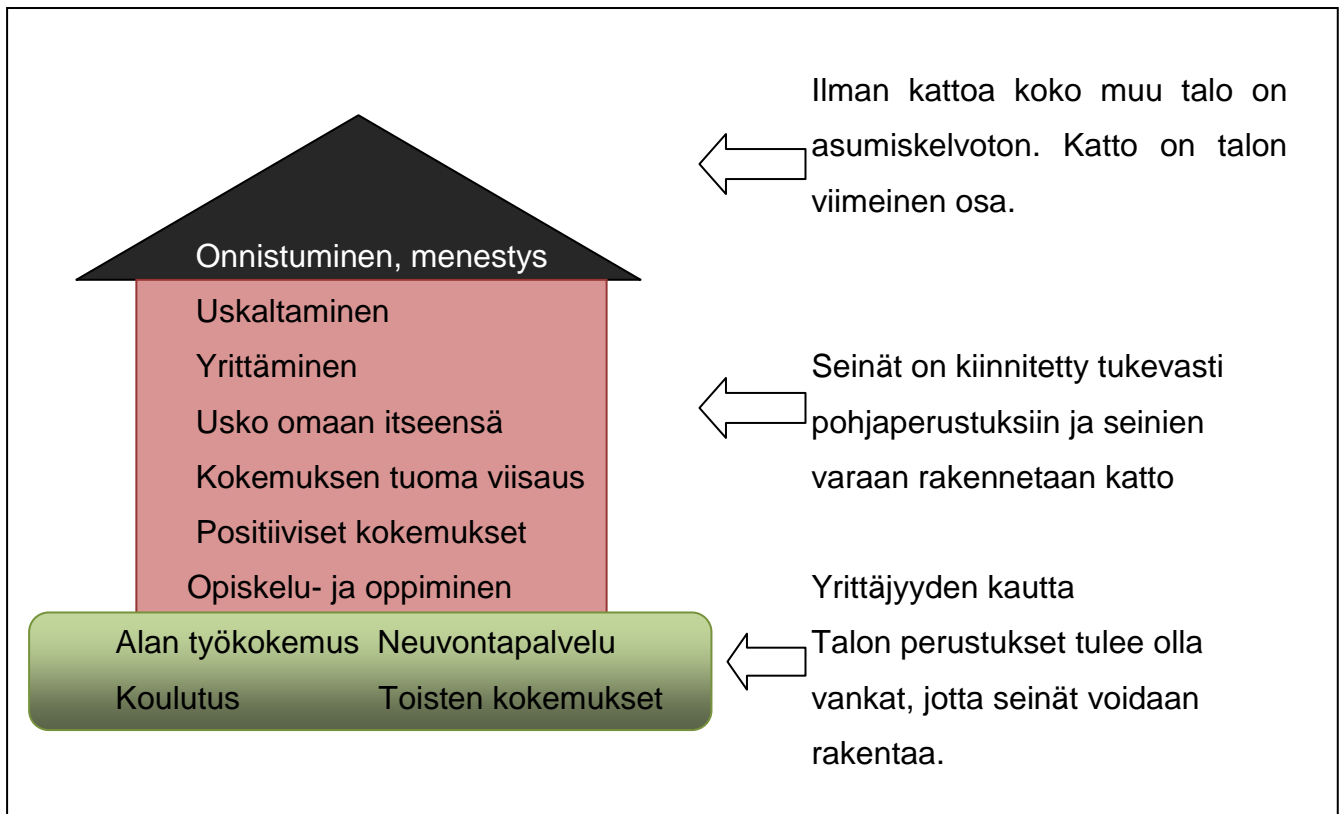 Ilman kattoa koko muu talo on
asumiskelvoton. Katto on talon
viimeinen osa.
Onnistuminen, menestys
Uskaltaminen
Yrittäminen
Usko omaan itseensä
Kokemuksen tuoma viisaus
Positiiviset kokemukset
Opiskelu- ja oppiminen
Seinät on kiinnitetty tukevasti
pohjaperustuksiin ja seinien
varaan rakennetaan katto
Alan työkokemus Neuvontapalvelu
Koulutus Toisten kokemukset
Yrittäjyyden kautta
Talon perustukset tulee olla
vankat, jotta seinät voidaan
rakentaa.